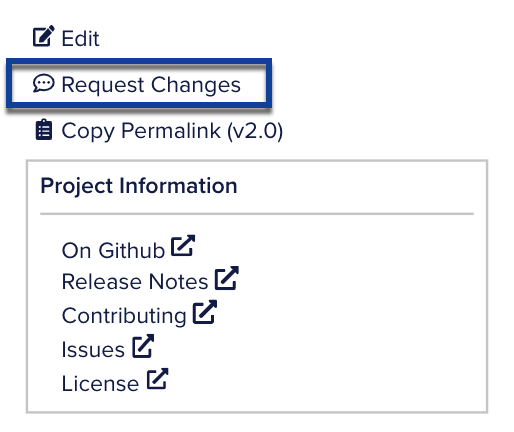 Edit
Request Changes
Copy Permalink (v2.0)
Project Information
On Github
Release Notes
Contributing
Issues
License